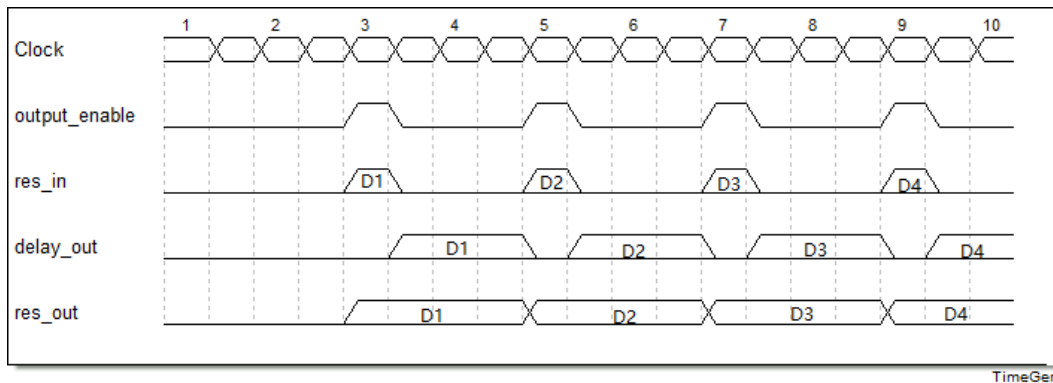 1 2 3 4 5 6 7 8 9 10
Clock
output_enable
res_in D1 D2 D3 D4
delay_out D1 D2 D3 D4
res_out D1 D2 D3 D4
TimeGen